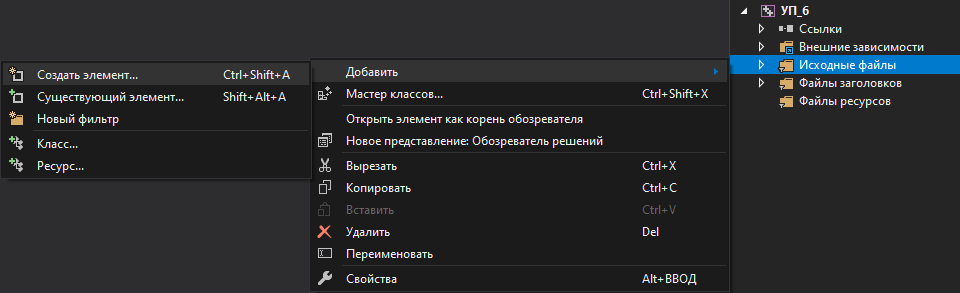 УП_6
Ссылки
Внешние зависимости
Исходные файлы
Файлы заголовков
Файлы ресурсов
Добавить
Мастер классов... Ctrl+Shift+X
Открыть элемент как корень обозревателя
Новое представление: Обозреватель решений
Вырезать Ctrl+X
Копировать Ctrl+C
Вставить Ctrl+V
Удалить Del
Переименовать
Свойства Alt+ВВОД
Создать элемент... Ctrl+Shift+A
Существующий элемент... Shift+Alt+A
Новый фильтр
Класс...
Ресурс...